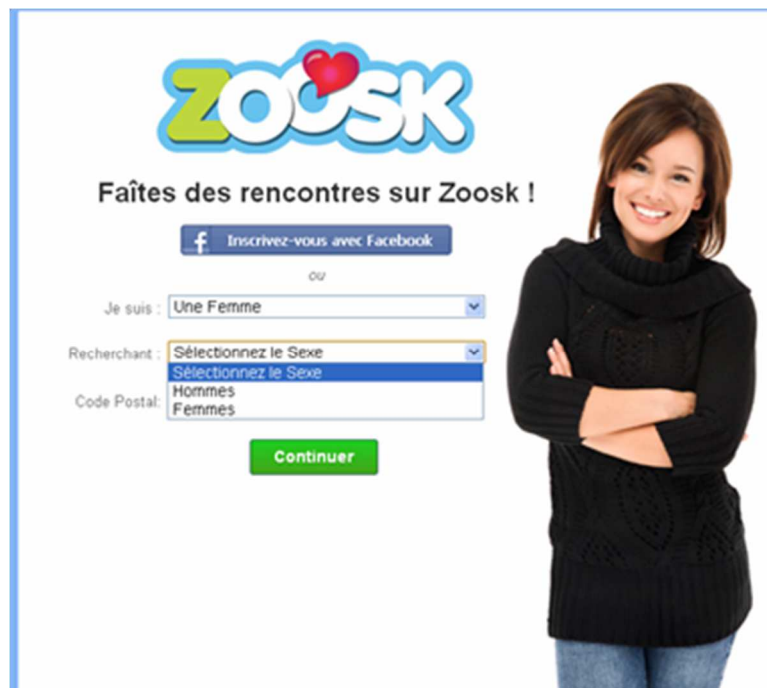 ZOOSK
Faîtes des rencontres sur Zoosk !
f Inscrivez-vous avec Facebook
ou
Je suis : Une Femme
Recherchant : Sélectionnez le Sexe
Sélectionnez le Sexe
Hommes
Code Postal:
Femmes
Continuer